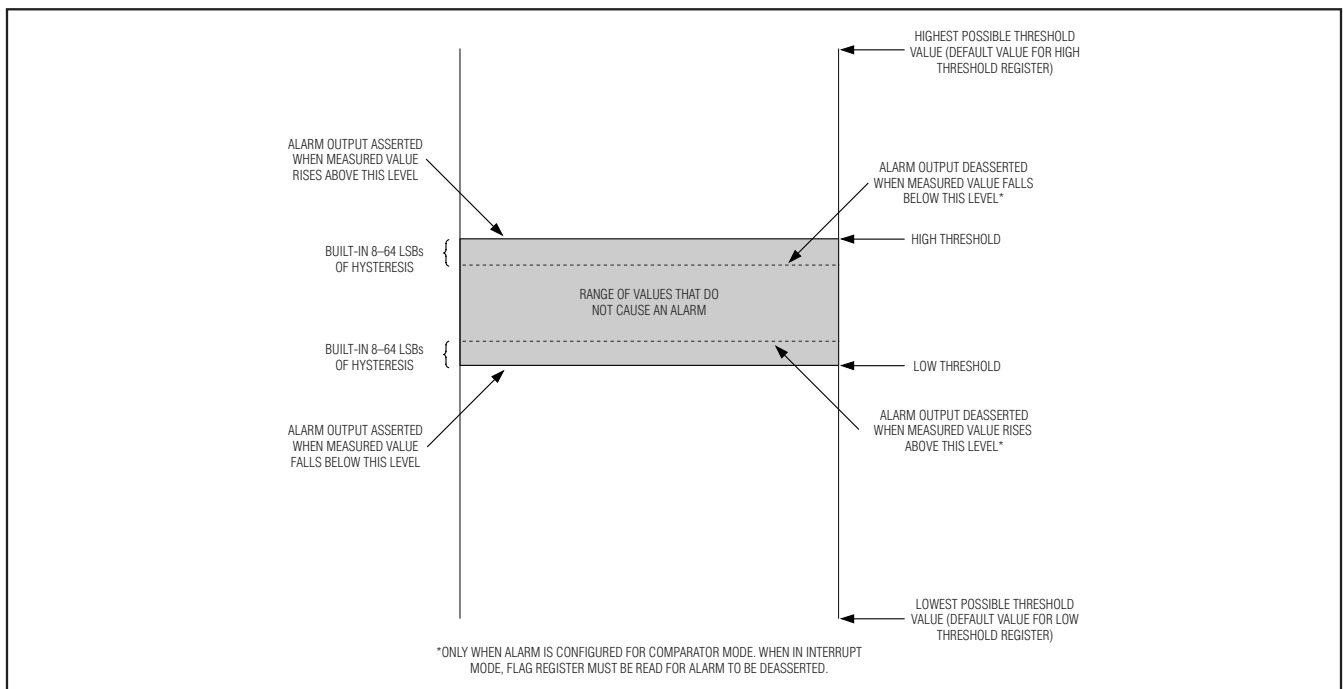 HIGHEST POSSIBLE THRESHOLD
VALUE (DEFAULT VALUE FOR HIGH
THRESHOLD REGISTER)
ALARM OUTPUT ASSERTED
WHEN MEASURED VALUE
RISES ABOVE THIS LEVEL
ALARM OUTPUT DEASSERTED
WHEN MEASURED VALUE FALLS
BELOW THIS LEVEL*
HIGH THRESHOLD
BUILT-IN 8–64 LSBs
OF HYSTERESIS
RANGE OF VALUES THAT DO
NOT CAUSE AN ALARM
BUILT-IN 8–64 LSBs
OF HYSTERESIS
LOW THRESHOLD
ALARM OUTPUT ASSERTED
WHEN MEASURED VALUE
FALLS BELOW THIS LEVEL
ALARM OUTPUT DEASSERTED
WHEN MEASURED VALUE RISES
ABOVE THIS LEVEL*
LOWEST POSSIBLE THRESHOLD
VALUE (DEFAULT VALUE FOR LOW
THRESHOLD REGISTER)
*ONLY WHEN ALARM IS CONFIGURED FOR COMPARATOR MODE. WHEN IN INTERRUPT
MODE, FLAG REGISTER MUST BE READ FOR ALARM TO BE DEASSERTED.